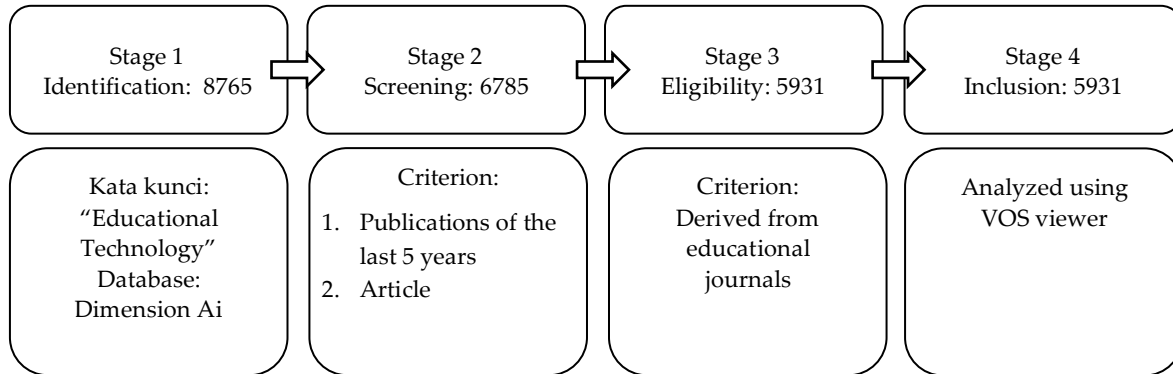 Stage 1
Identification: 8765
Stage 2
Screening: 6785
Stage 3
Eligibility: 5931
Stage 4
Inclusion: 5931
Kata kunci:
“Educational
Technology”
Database:
Dimension Ai
Criterion:
1. Publications of the
last 5 years
2. Article
Criterion:
Derived from
educational
journals
Analyzed using
VOS viewer